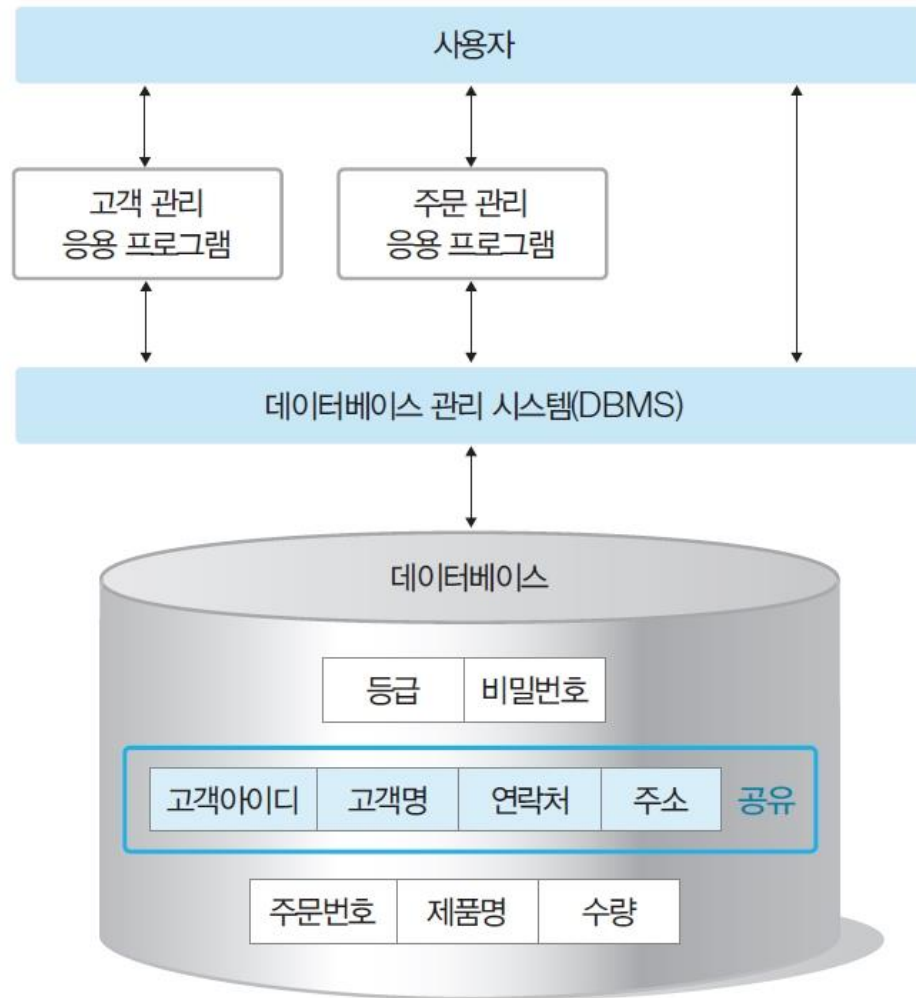 사용자
고객 관리
응용 프로그램
주문 관리
응용 프로그램
데이터베이스 관리 시스템(DBMS)
데이터베이스
등급 비밀번호
고객아이디 고객명 연락처 주소 공유
주문번호 제품명 수량